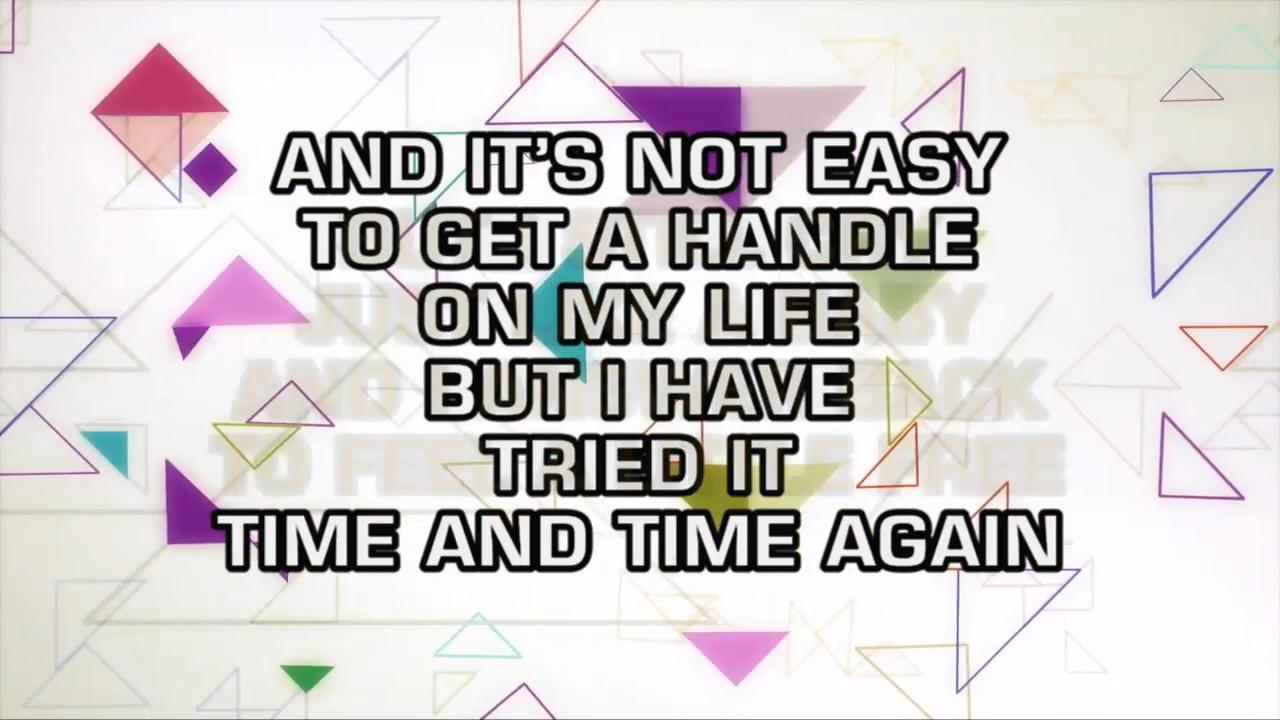 AND IT'S NOT EASY
TO GET A HANDLE
ON MY LIFE
BUT I HAVE
TRIED IT
TIME AND TIME AGAIN